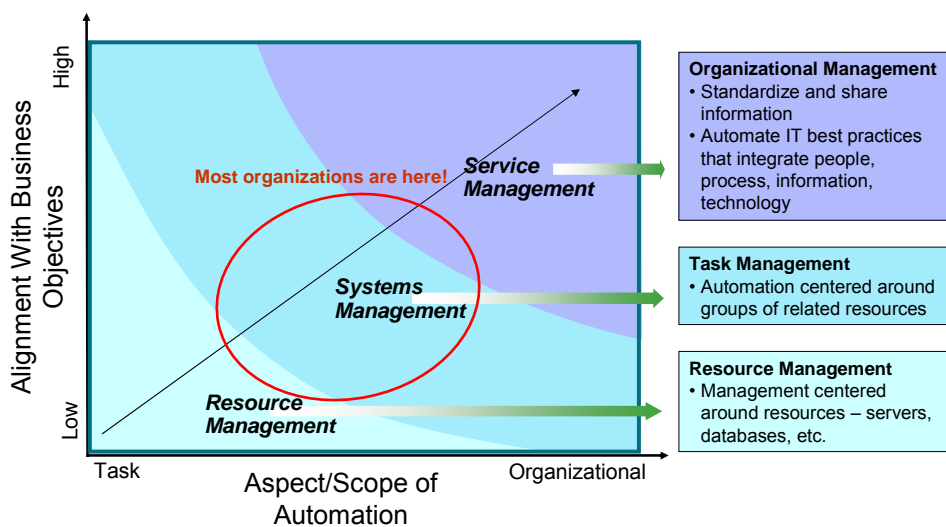 High
Alignment With Business
Objectives
Low
Most organizations are here!
Service
Management
Systems
Management
Resource
Management
Task
Organizational
Aspect/Scope of
Automation
Organizational Management
• Standardize and share
information
• Automate IT best practices
that integrate people,
process, information,
technology
Task Management
• Automation centered around
groups of related resources
Resource Management
• Management centered
around resources – servers,
databases, etc.